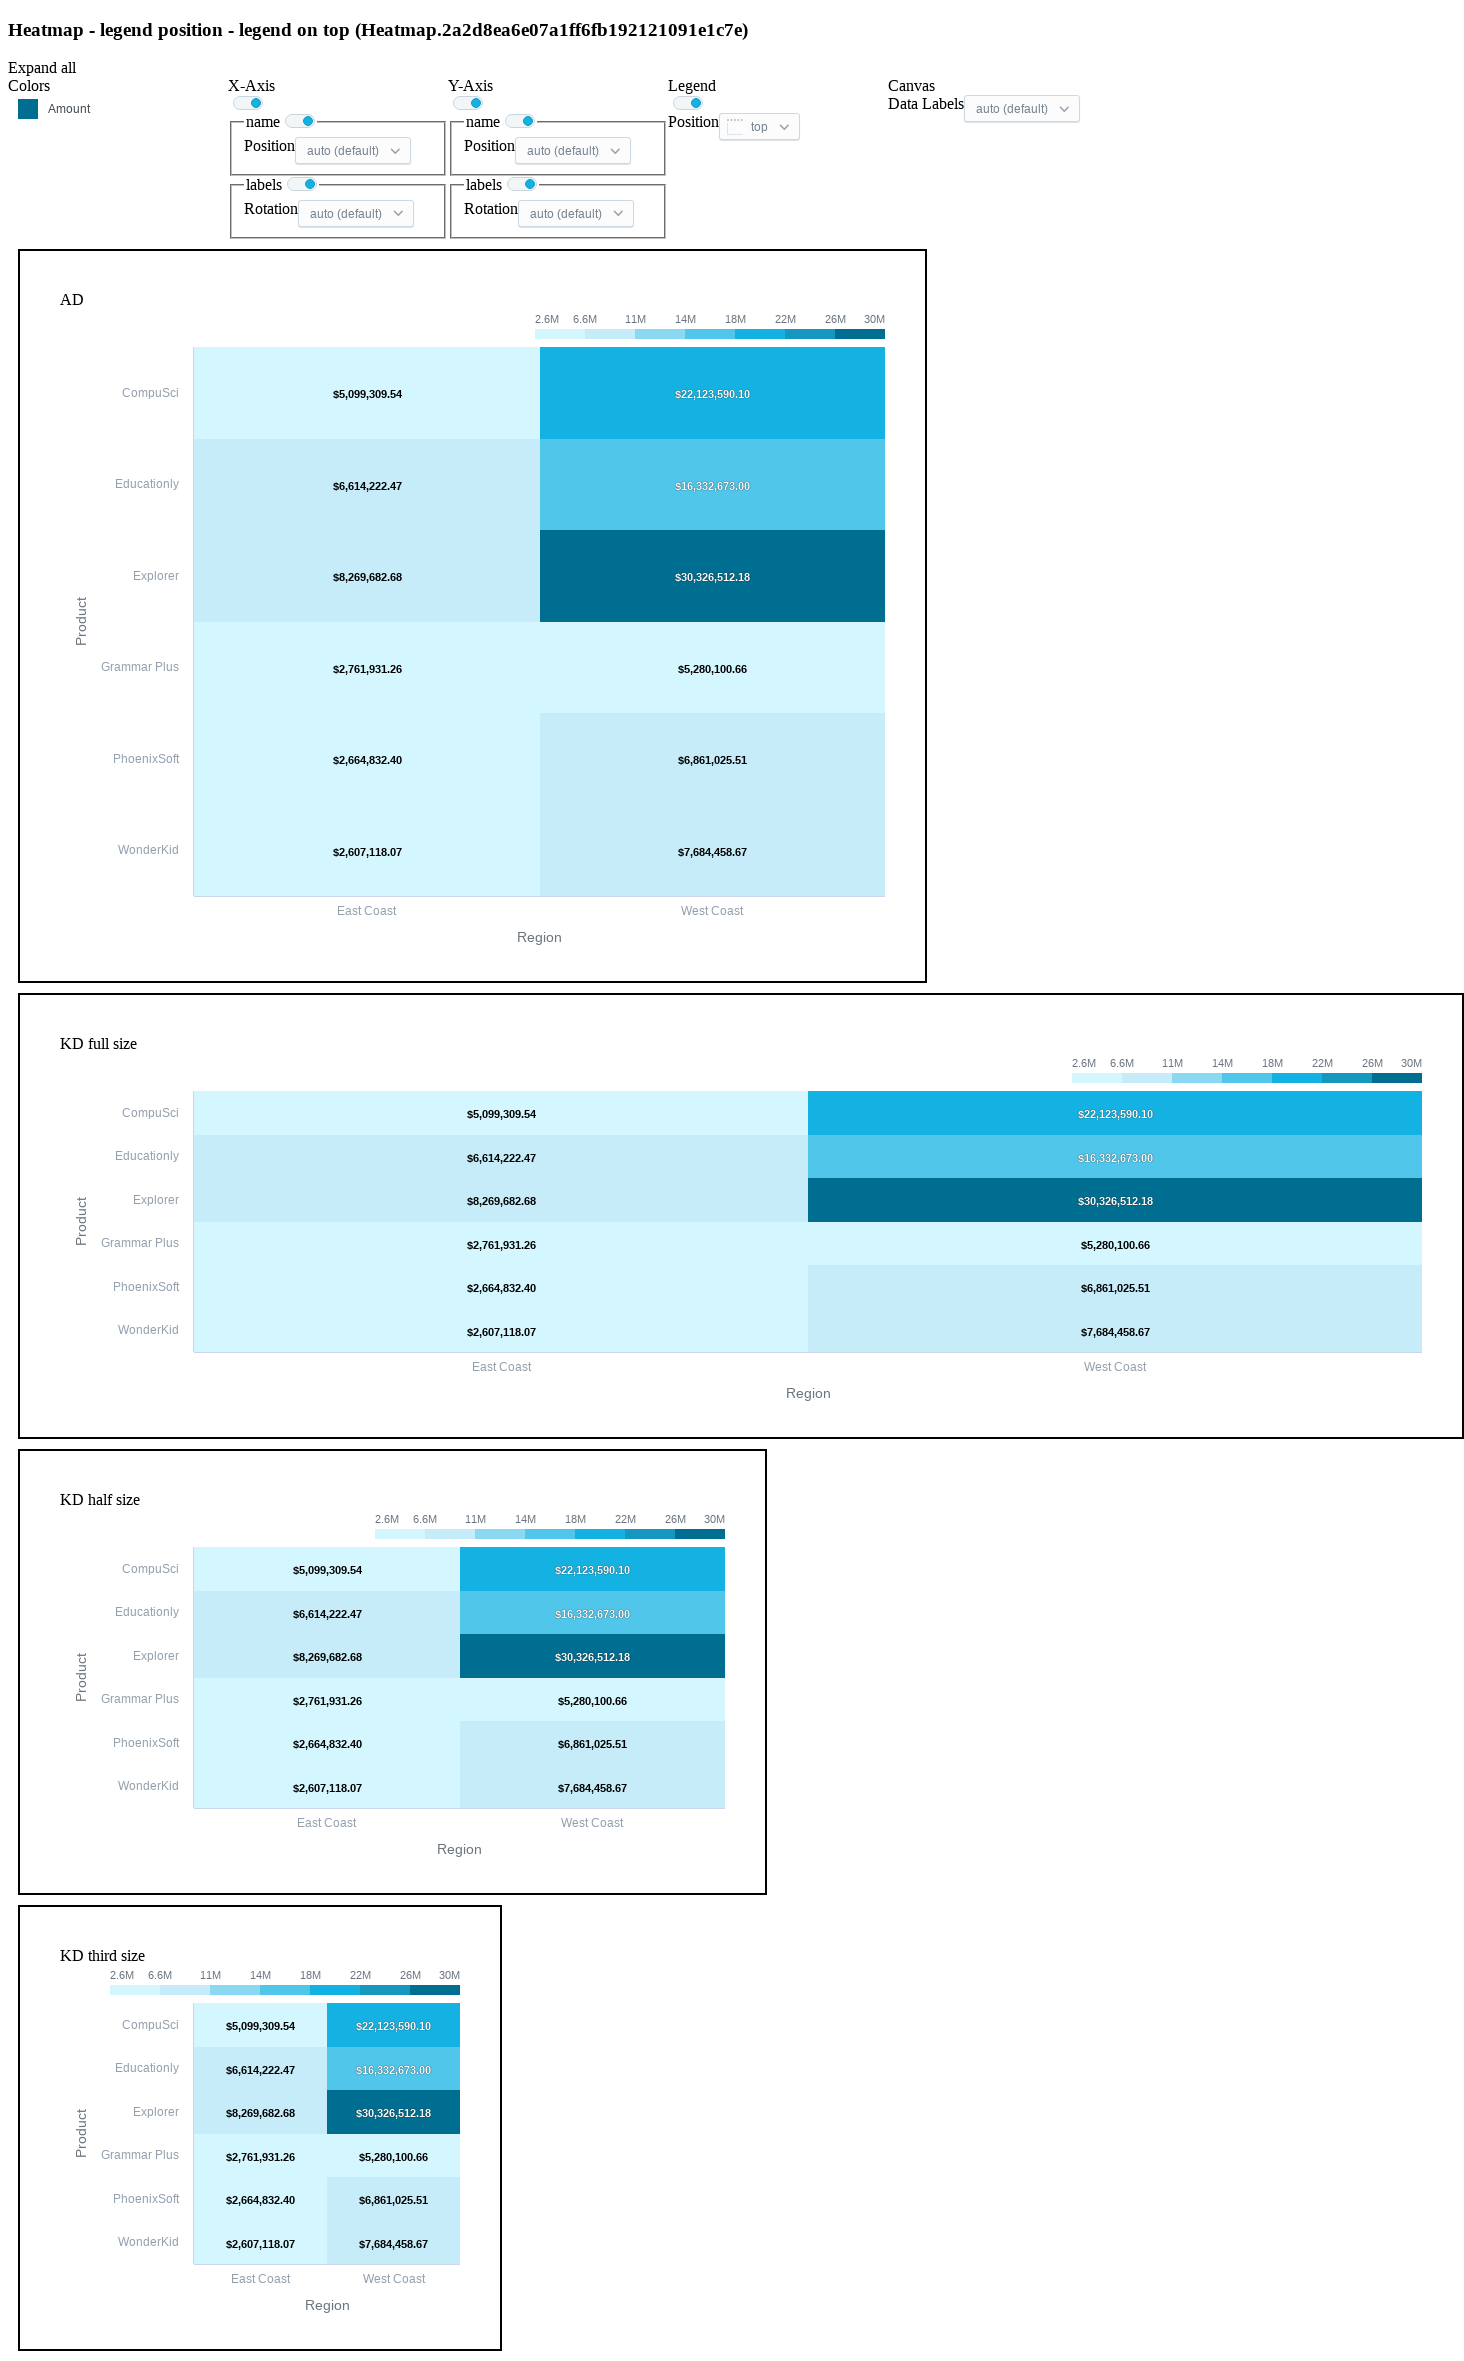 Heatmap - legend position - legend on top (Heatmap.2a2d8ea6e07a1ff6fb192121091e1c7e)
Expand all
Colors
Amount
X-Axis
name
Position auto (default)
labels
Rotation auto (default)
Y-Axis
name
Position auto (default)
labels
Rotation auto (default)
Legend
Position top
Canvas
Data Labels auto (default)
AD
2.6M 6.6M 11M 14M 18M 22M 26M 30M
CompuSci $5,099,309.54 $22,123,590.10
Educationly $6,614,222.47 $16,332,673.00
Explorer $8,269,682.68 $30,326,512.18
Product
Grammar Plus $2,761,931.26 $5,280,100.66
PhoenixSoft $2,664,832.40 $6,861,025.51
WonderKid $2,607,118.07 $7,684,458.67
East Coast West Coast
Region
KD full size
2.6M 6.6M 11M 14M 18M 22M 26M 30M
CompuSci $5,099,309.54 $22,123,590.10
Educationly $6,614,222.47 $16,332,673.00
Explorer $8,269,682.68 $30,326,512.18
Product
Grammar Plus $2,761,931.26 $5,280,100.66
PhoenixSoft $2,664,832.40 $6,861,025.51
WonderKid $2,607,118.07 $7,684,458.67
East Coast West Coast
Region
KD half size
2.6M 6.6M 11M 14M 18M 22M 26M 30M
CompuSci $5,099,309.54 $22,123,590.10
Educationly $6,614,222.47 $16,332,673.00
Explorer $8,269,682.68 $30,326,512.18
Product
Grammar Plus $2,761,931.26 $5,280,100.66
PhoenixSoft $2,664,832.40 $6,861,025.51
WonderKid $2,607,118.07 $7,684,458.67
East Coast West Coast
Region
KD third size
2.6M 6.6M 11M 14M 18M 22M 26M 30M
CompuSci $5,099,309.54 $22,123,590.10
Educationly $6,614,222.47 $16,332,673.00
Explorer $8,269,682.68 $30,326,512.18
Product
Grammar Plus $2,761,931.26 $5,280,100.66
PhoenixSoft $2,664,832.40 $6,861,025.51
WonderKid $2,607,118.07 $7,684,458.67
East Coast West Coast
Region